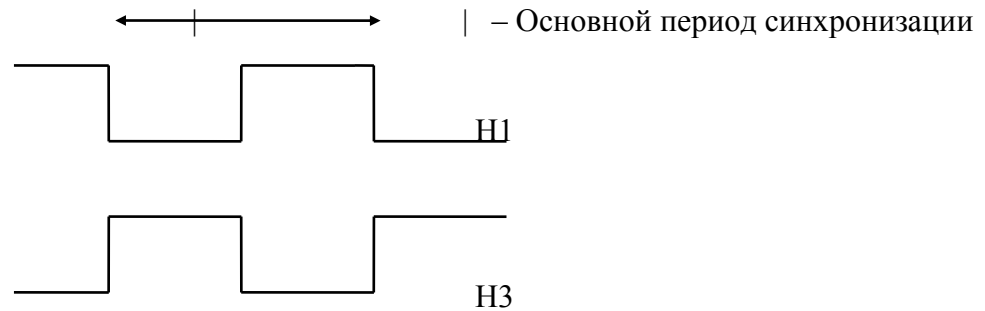 | | – Основной период синхронизации
H1
H3